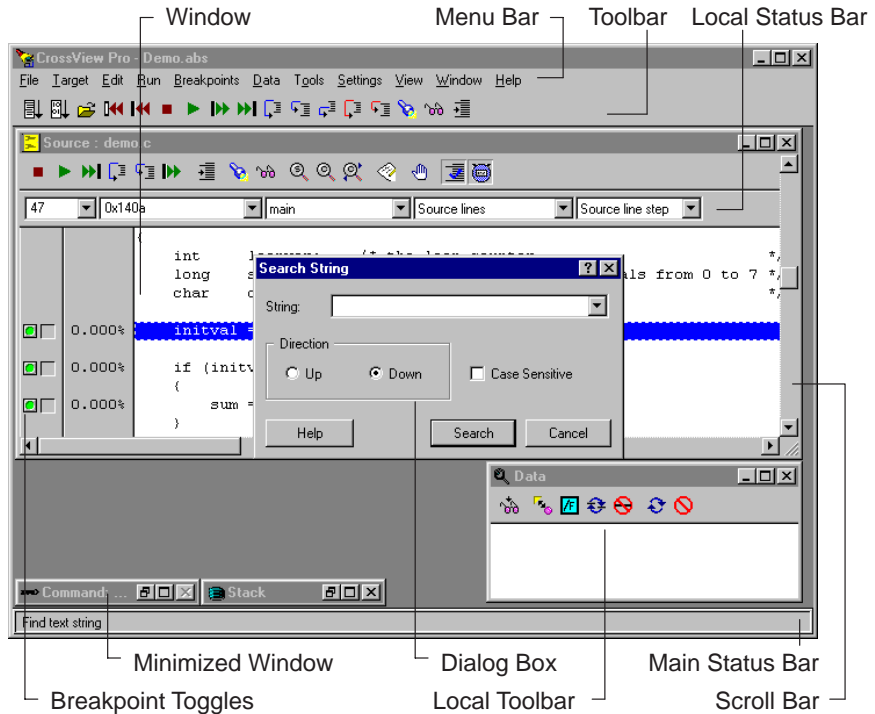 Window Menu Bar Toolbar Local Status Bar
CrossView Pro - Demo.abs
File Target Edit Run Breakpoints Data Tools Settings View Window Help
Source : demo.c
47 0x140a main Source lines Source line step
{
int /* the loop counter */
long als from 0 to 7 */
char */
Search String
String:
Direction
Up Down Case Sensitive
Help Search Cancel
0.000% initval =
0.000% if (initv
{
0.000% sum =
}
Data
Command: ... Stack
Find text string
Minimized Window Dialog Box Main Status Bar
Breakpoint Toggles Local Toolbar Scroll Bar